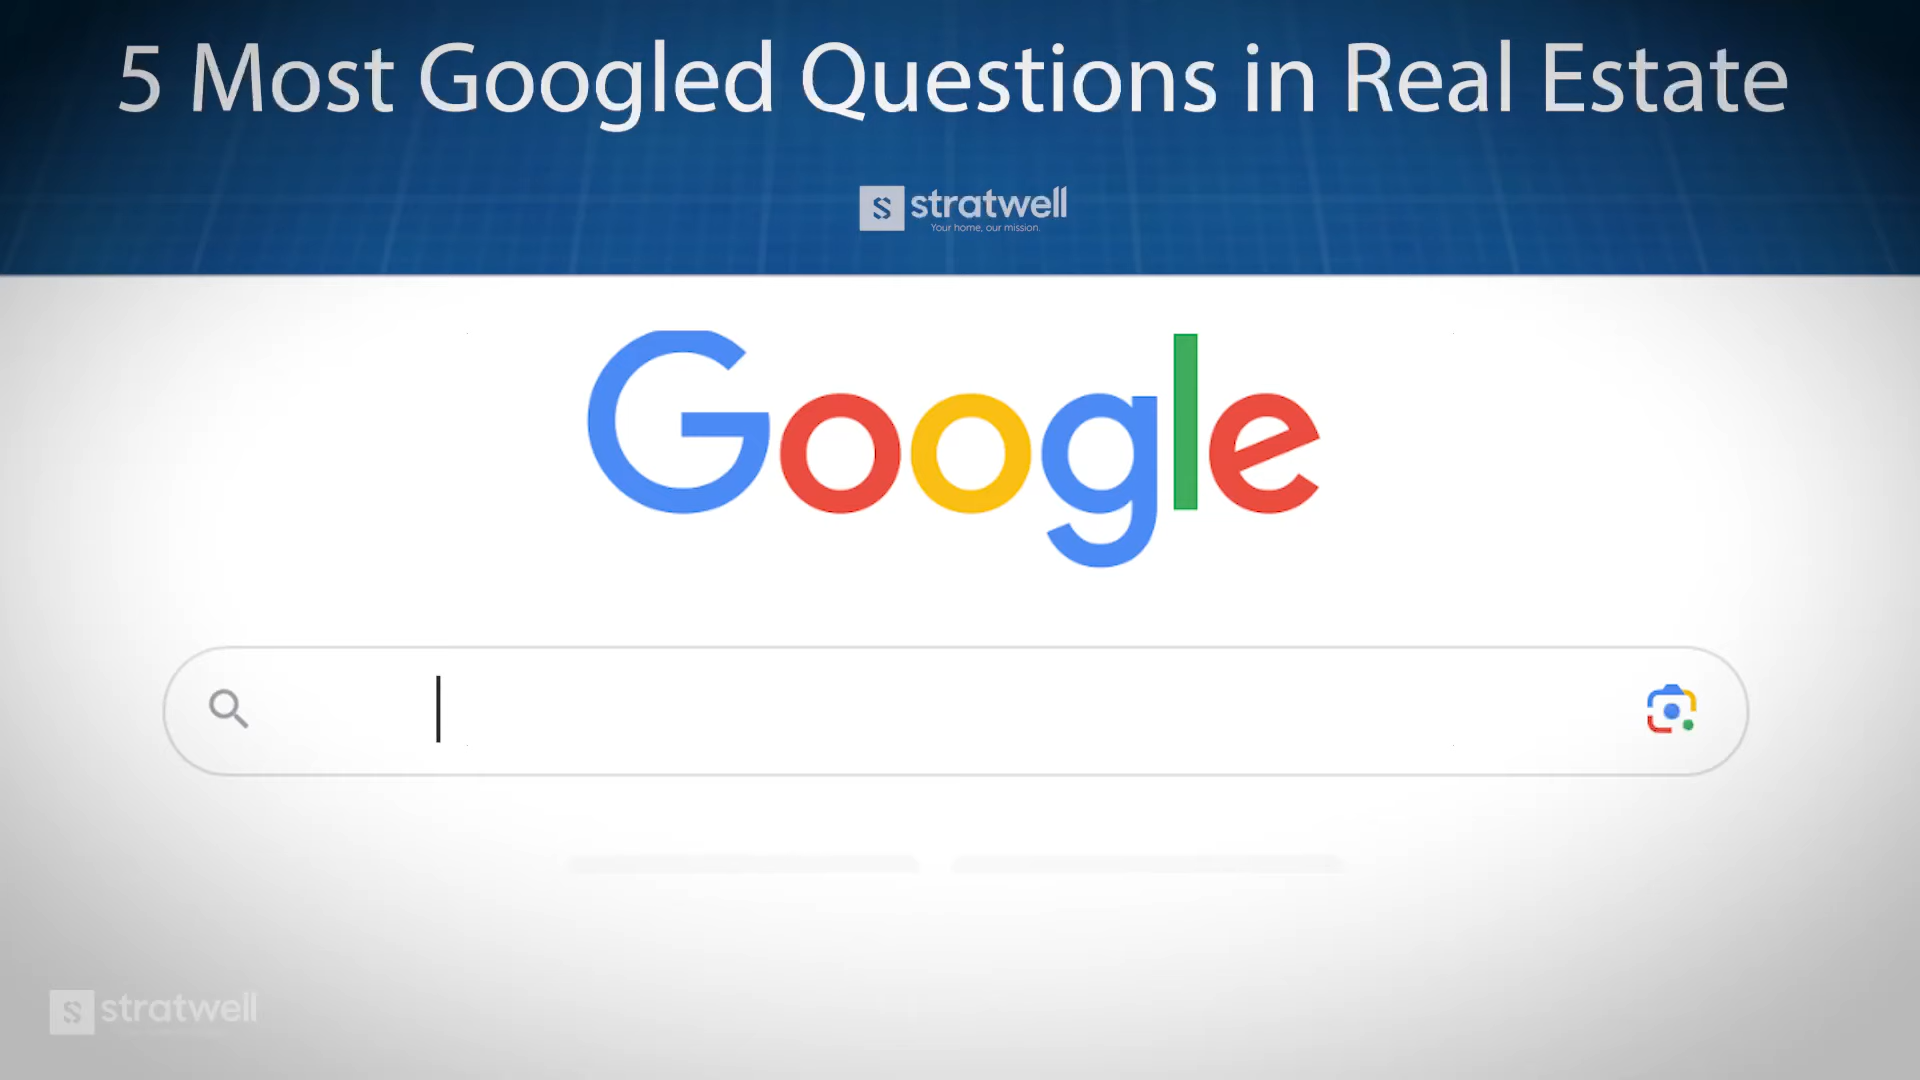 5 Most Googled Questions in Real Estate
stratwell
Your home, our mission.
Google
stratwell